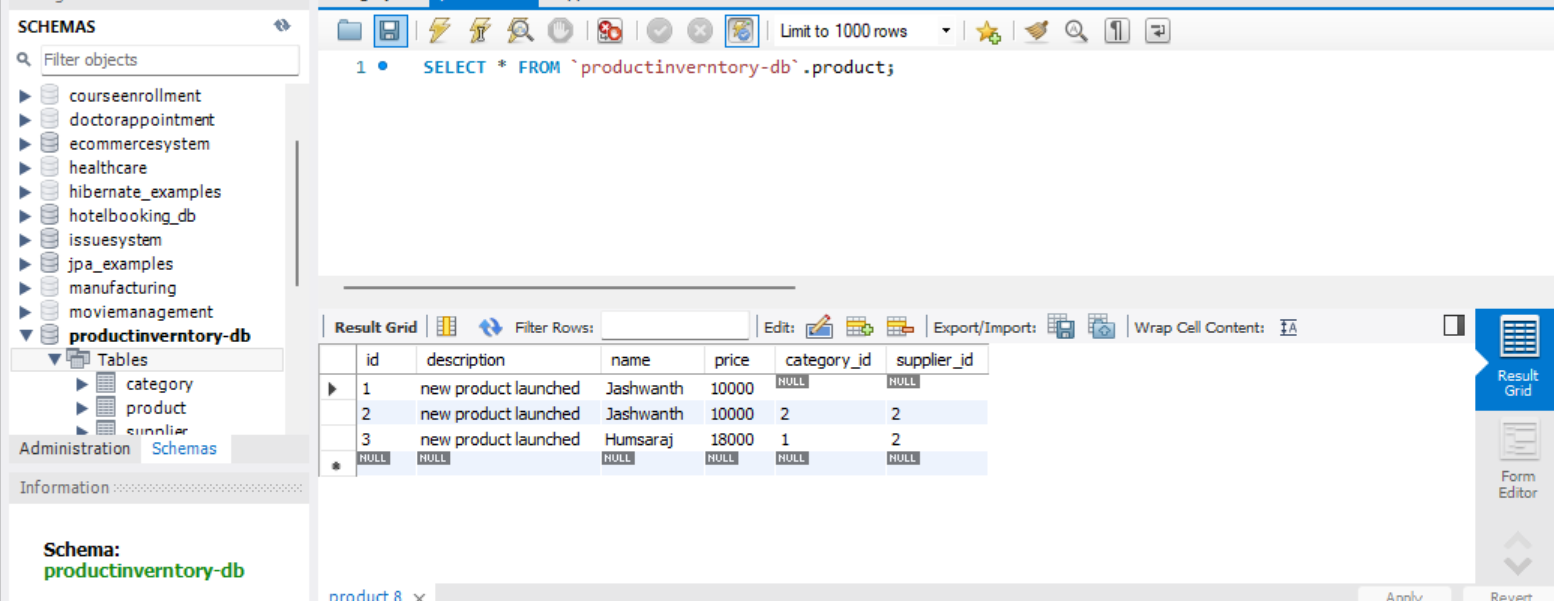 SCHEMAS
Filter objects
courseenrollment
doctorappointment
ecommercesystem
healthcare
hibernate_examples
hotelbooking_db
issuesystem
jpa_examples
manufacturing
moviemanagement
productinverntory-db
Tables
category
product
supplier
Administration Schemas
Information
Schema:
productinverntory-db
Limit to 1000 rows
1 SELECT * FROM `productinverntory-db`.product;
Result Grid Filter Rows: Edit: Export/Import: Wrap Cell Content:
id description name price category_id supplier_id
1 new product launched Jashwanth 10000 NULL NULL
2 new product launched Jashwanth 10000 2 2
3 new product launched Humsaraj 18000 1 2
NULL NULL NULL NULL NULL NULL
Result
Grid
Form
Editor
product 8
Apply Revert